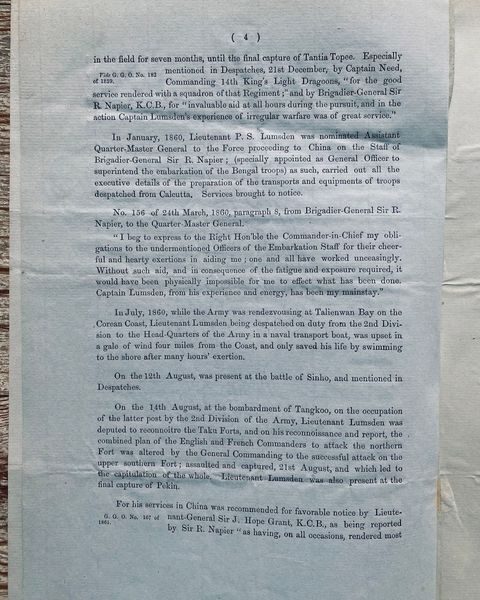 ( 4 )
in the field for seven months, until the final capture of Tantia Topee. Especially
Vide G. G. O. No. 182 of 1859.
mentioned in Despatches, 21st December, by Captain Need,
Commanding 14th King's Light Dragoons, "for the good
service rendered with a squadron of that Regiment;" and by Brigadier-General Sir
R. Napier, K.C.B., for "invaluable aid at all hours during the pursuit, and in the
action Captain Lumsden's experience of irregular warfare was of great service."
In January, 1860, Lieutenant P. S. Lumsden was nominated Assistant
Quarter-Master General to the Force proceeding to China on the Staff of
Brigadier-General Sir R. Napier; (specially appointed as General Officer to
superintend the embarkation of the Bengal troops) as such, carried out all the
executive details of the preparation of the transports and equipments of troops
despatched from Calcutta. Services brought to notice.
No. 156 of 24th March, 1860, paragraph 8, from Brigadier-General Sir R.
Napier, to the Quarter-Master General.
"I beg to express to the Right Hon'ble the Commander-in-Chief my obli-
gations to the undermentioned Officers of the Embarkation Staff for their cheer-
ful and hearty exertions in aiding me; one and all have worked unceasingly.
Without such aid, and in consequence of the fatigue and exposure required, it
would have been physically impossible for me to effect what has been done.
Captain Lumsden, from his experience and energy, has been my mainstay."
In July, 1860, while the Army was rendezvousing at Talienwan Bay on the
Corean Coast, Lieutenant Lumsden being despatched on duty from the 2nd Divi-
sion to the Head-Quarters of the Army in a naval transport boat, was upset in
a gale of wind four miles from the Coast, and only saved his life by swimming
to the shore after many hours' exertion.
On the 12th August, was present at the battle of Sinho, and mentioned in
Despatches.
On the 14th August, at the bombardment of Tangkoo, on the occupation
of the latter post by the 2nd Division of the Army, Lieutenant Lumsden was
deputed to reconnoitre the Taku Forts, and on his reconnoissance and report, the
combined plan of the English and French Commanders to attack the northern
Fort was altered by the General Commanding to the successful attack on the
upper southern Fort; assaulted and captured, 21st August, and which led to
the capitulation of the whole. Lieutenant Lumsden was also present at the
final capture of Pekin.
For his services in China was recommended for favorable notice by Lieute-
G. G. O. No. 167 of 1861.
nant-General Sir J. Hope Grant, K.C.B., as being reported
by Sir R. Napier "as having, on all occasions, rendered most